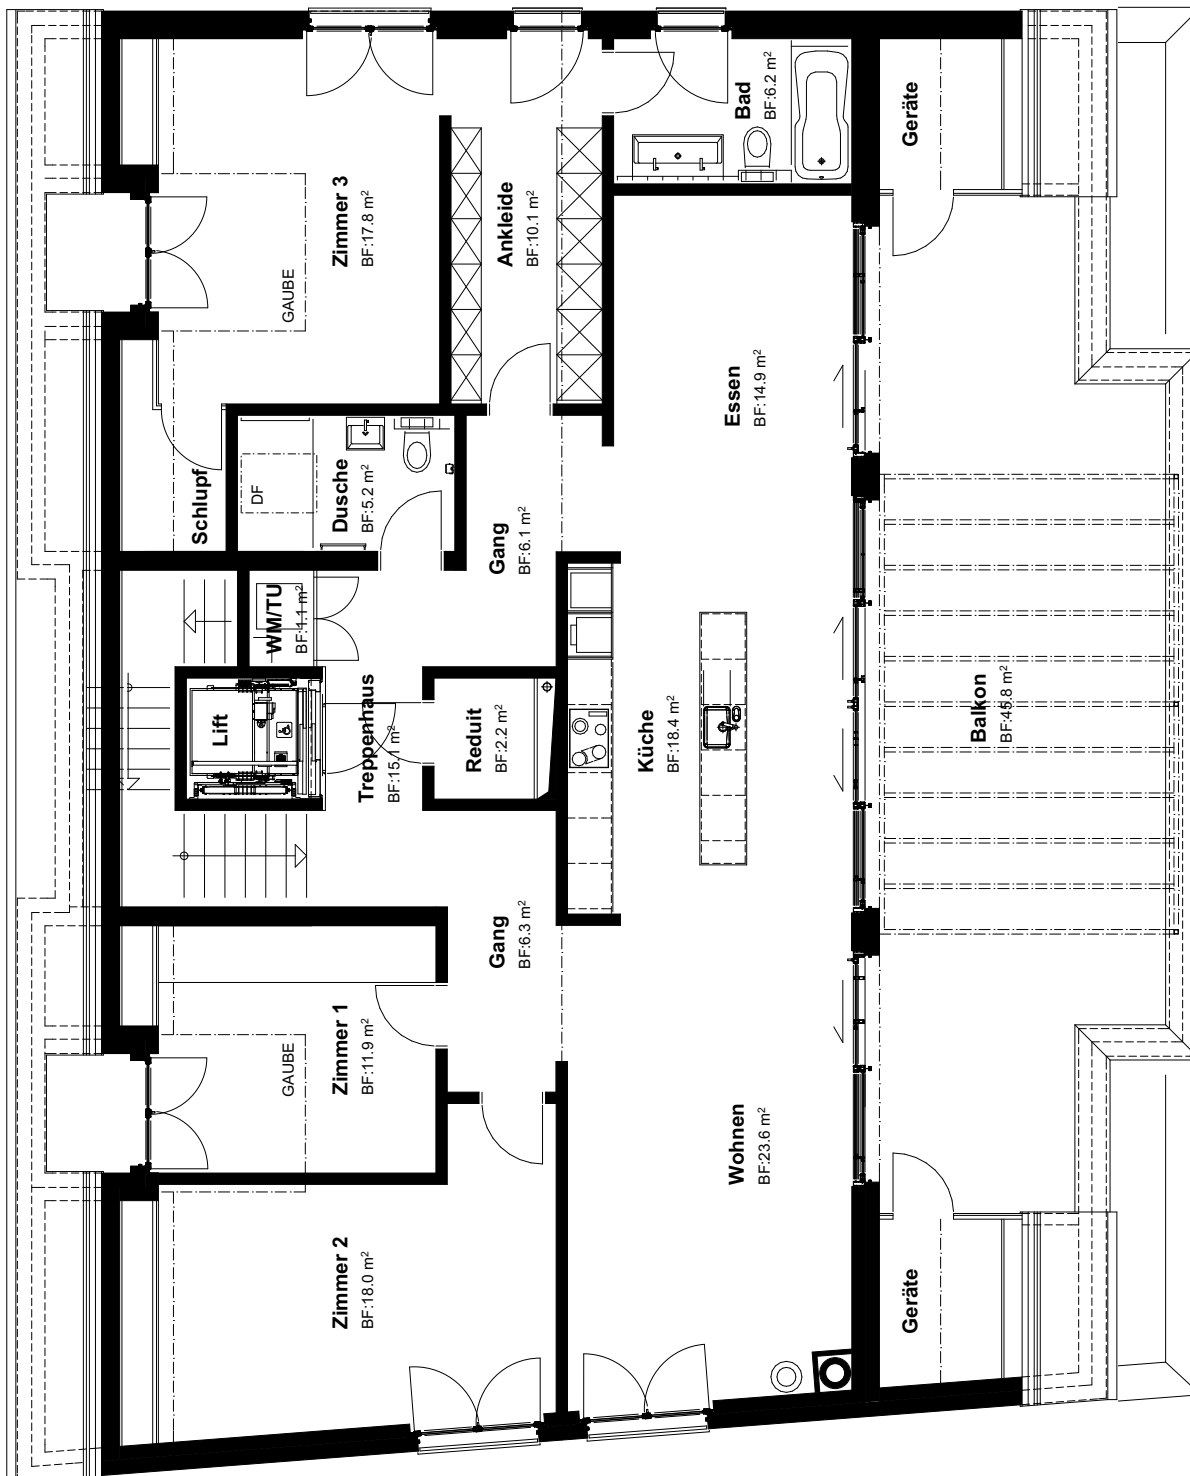 Zimmer 2
BF:18.0 m²
Zimmer 1
BF:11.9 m²
GAUBE
Gang
BF:6.3 m²
Treppenhaus
BF:15.1 m²
Lift
Reduit
BF:2.2 m²
WM/TU
BF:1.1 m²
Schlupf
DF
Dusche
BF:5.2 m²
Gang
BF:6.1 m²
Zimmer 3
BF:17.8 m²
GAUBE
Ankleide
BF:10.1 m²
Bad
BF:6.2 m²
Wohnen
BF:23.6 m²
Küche
BF:18.4 m²
Essen
BF:14.9 m²
Geräte
Balkon
BF:45.8 m²
Geräte